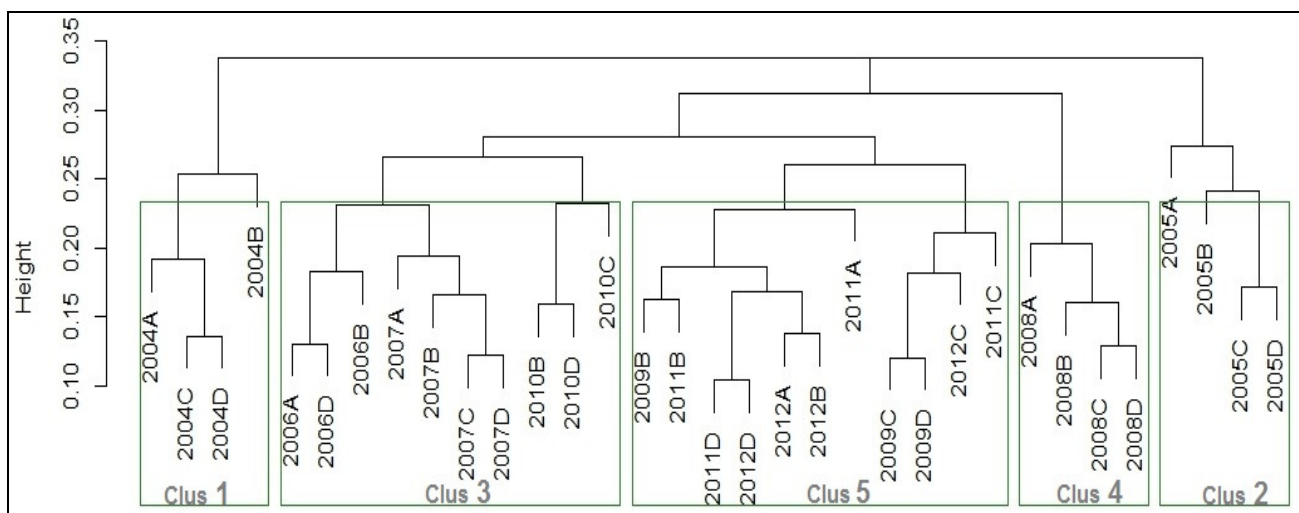 0.35
0.30
0.25
0.20
0.15
0.10
Height
2004A
2004C
2004D
2004B
2006A
2006D
2006B
2007A
2007B
2007C
2007D
2010B
2010D
2010C
2009B
2011B
2011D
2012D
2012A
2012B
2011A
2009C
2009D
2012C
2011C
2008A
2008B
2008C
2008D
2005A
2005B
2005C
2005D
Clus 1
Clus 3
Clus 5
Clus 4
Clus 2